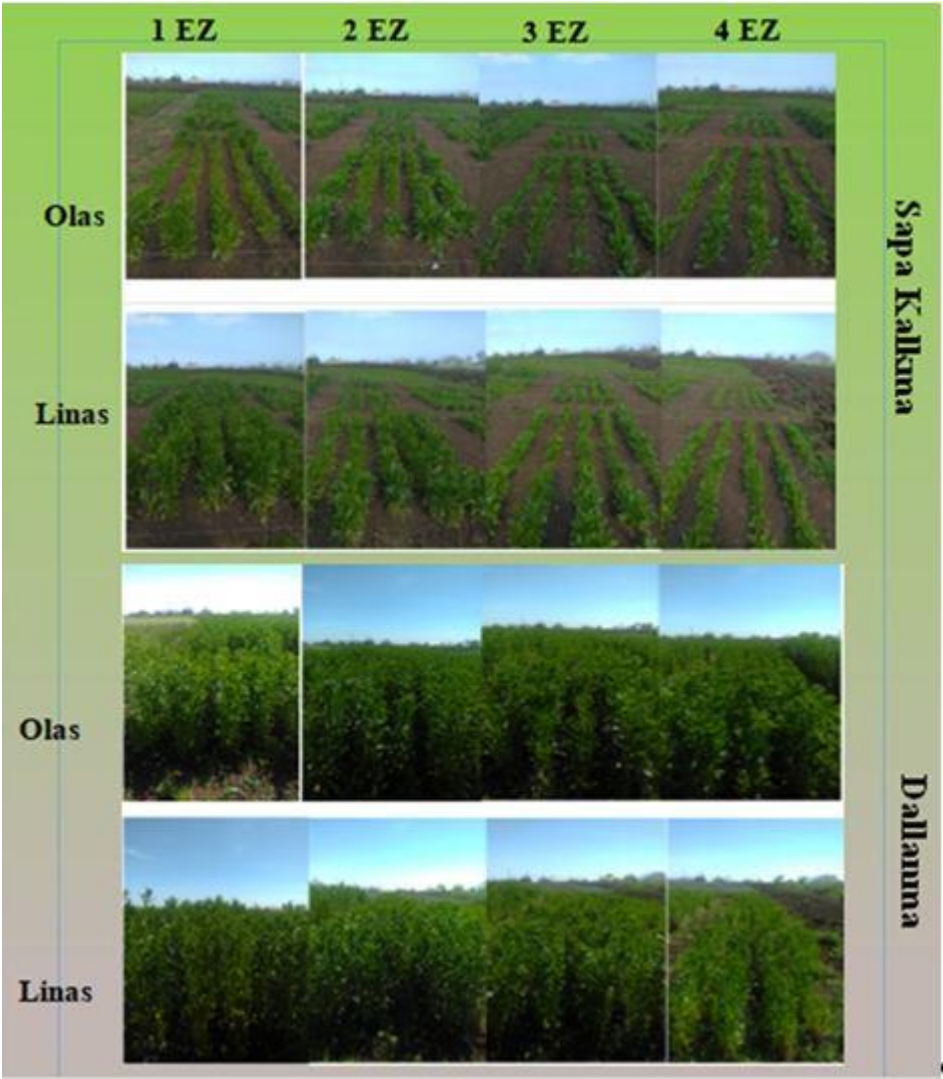 1 EZ 2 EZ 3 EZ 4 EZ
Olas
Sapa Kalkma
Linas
Olas
Dallanma
Linas